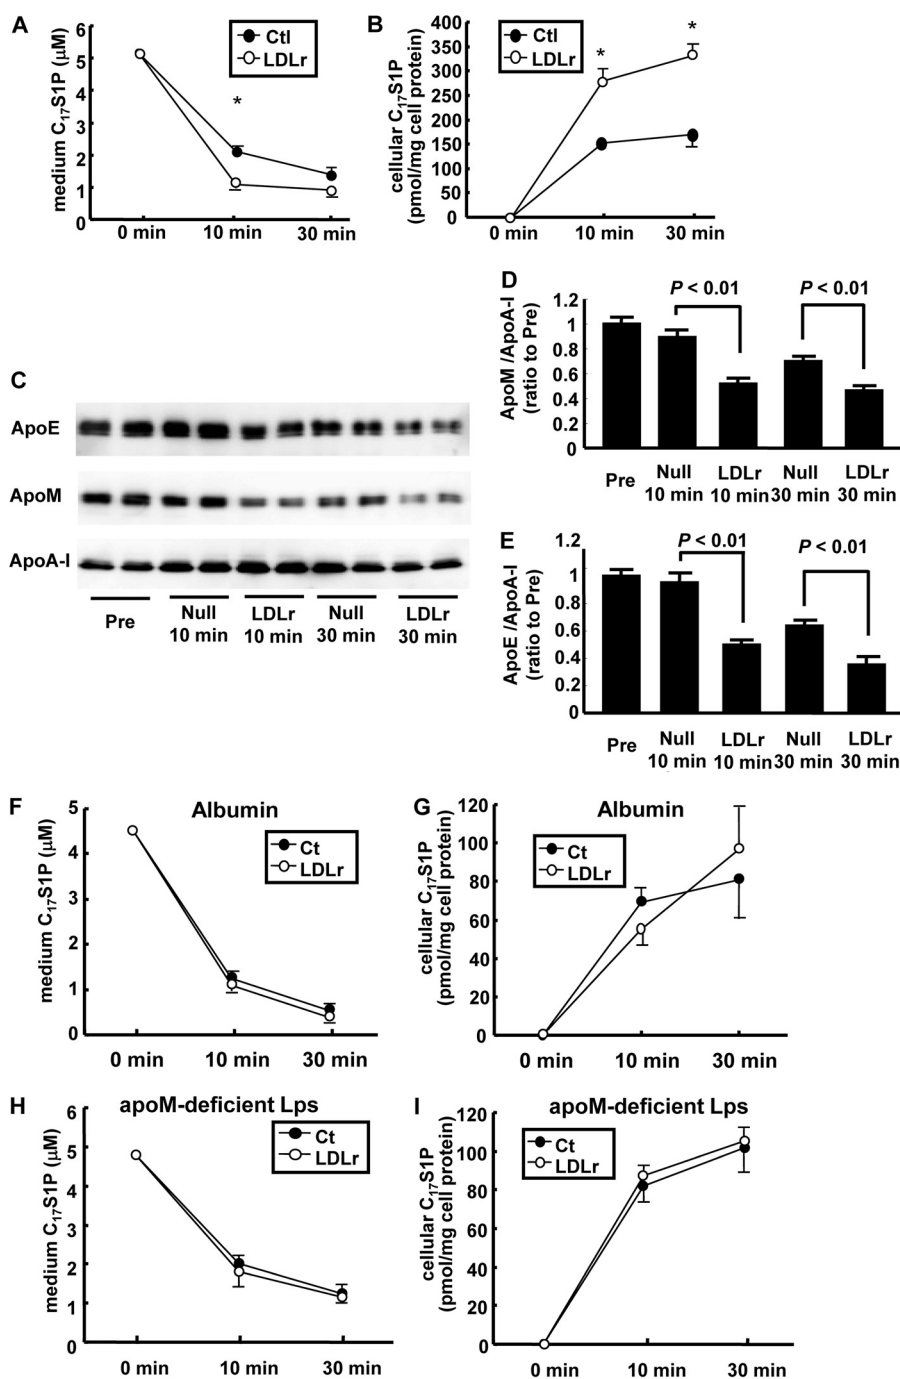 A
medium C17S1P (μM)
6
5
4
3
2
1
0
Ctl
LDLr
*
0 min 10 min 30 min
B
cellular C17S1P
(pmol/mg cell protein)
400
350
300
250
200
150
100
50
0
Ctl
LDLr
* *
0 min 10 min 30 min
C
ApoE
ApoM
ApoA-I
Pre
Null
10 min
LDLr
10 min
Null
30 min
LDLr
30 min
D
ApoM /ApoA-I
(ratio to Pre)
1.2
1
0.8
0.6
0.4
0.2
0
P < 0.01 P < 0.01
Pre
Null
10 min
LDLr
10 min
Null
30 min
LDLr
30 min
E
ApoE /ApoA-I
(ratio to Pre)
1.2
1
0.8
0.6
0.4
0.2
0
P < 0.01 P < 0.01
Pre
Null
10 min
LDLr
10 min
Null
30 min
LDLr
30 min
F
Albumin
medium C17S1P (μM)
5
4
3
2
1
0
Ct
LDLr
0 min 10 min 30 min
G
Albumin
cellular C17S1P
(pmol/mg cell protein)
120
100
80
60
40
20
0
Ct
LDLr
0 min 10 min 30 min
H
apoM-deficient Lps
medium C17S1P (μM)
6
5
4
3
2
1
0
Ct
LDLr
0 min 10 min 30 min
I
apoM-deficient Lps
cellular C17S1P
(pmol/mg cell protein)
120
100
80
60
40
20
0
Ct
LDLr
0 min 10 min 30 min